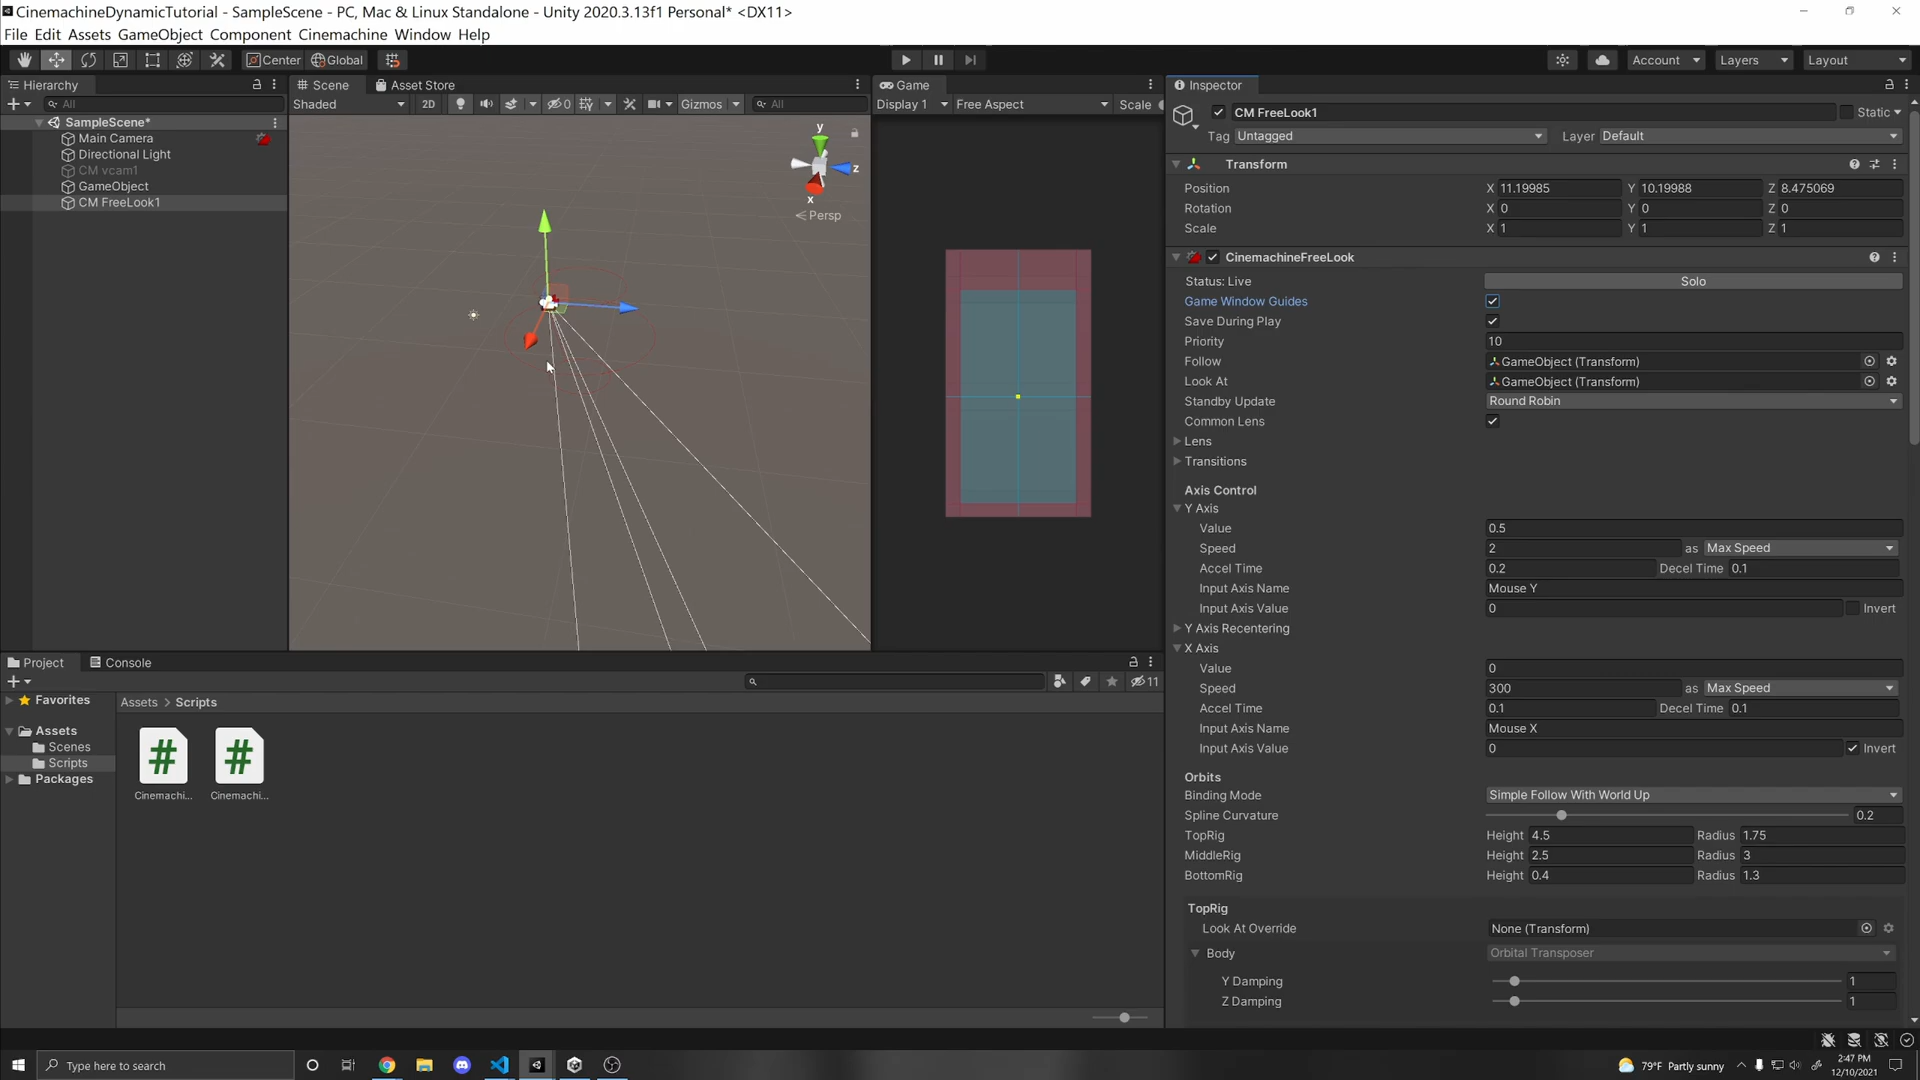 CinemachineDynamicTutorial - SampleScene - PC, Mac & Linux Standalone - Unity 2020.3.13f1 Personal* <DX11>
File Edit Assets GameObject Component Cinemachine Window Help
Center Global Account Layers Layout
Hierarchy
All
SampleScene*
Main Camera
Directional Light
CM vcam1
GameObject
CM FreeLook1
Scene Asset Store
Shaded 2D 0 Gizmos All
y
z
x
Persp
Game
Display 1 Free Aspect Scale
Inspector
CM FreeLook1 Static
Tag Untagged Layer Default
Transform
Position X 11.19985 Y 10.19988 Z 8.475069
Rotation X 0 Y 0 Z 0
Scale X 1 Y 1 Z 1
CinemachineFreeLook
Status: Live Solo
Game Window Guides
Save During Play
Priority 10
Follow GameObject (Transform)
Look At GameObject (Transform)
Standby Update Round Robin
Common Lens
Lens
Transitions
Axis Control
Y Axis
Value 0.5
Speed 2 as Max Speed
Accel Time 0.2 Decel Time 0.1
Input Axis Name Mouse Y
Input Axis Value 0 Invert
Y Axis Recentering
X Axis
Value 0
Speed 300 as Max Speed
Accel Time 0.1 Decel Time 0.1
Input Axis Name Mouse X
Input Axis Value 0 Invert
Orbits
Binding Mode Simple Follow With World Up
Spline Curvature 0.2
TopRig Height 4.5 Radius 1.75
MiddleRig Height 2.5 Radius 3
BottomRig Height 0.4 Radius 1.3
TopRig
Look At Override None (Transform)
Body Orbital Transposer
Y Damping 1
Z Damping 1
Project Console
11
Favorites
Assets
Scenes
Scripts
Packages
Assets > Scripts
Cinemachi... Cinemachi...
Type here to search
79°F Partly sunny
2:47 PM
12/10/2021